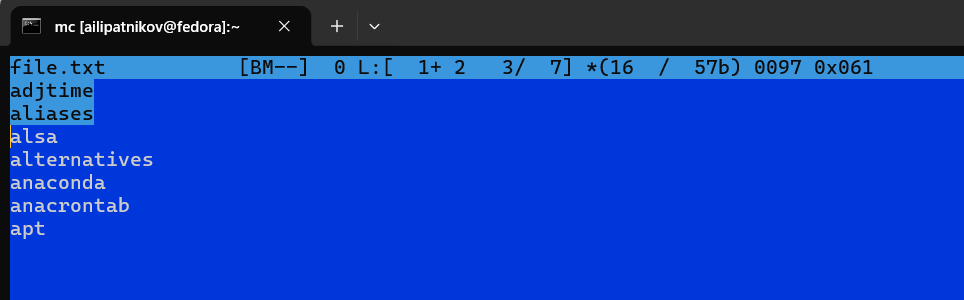 mc [ailipatnikov@fedora]:~
file.txt [BM--] 0 L:[ 1+ 2 3/ 7] *(16 / 57b) 0097 0x061
adjtime
aliases
alsa
alternatives
anaconda
anacrontab
apt